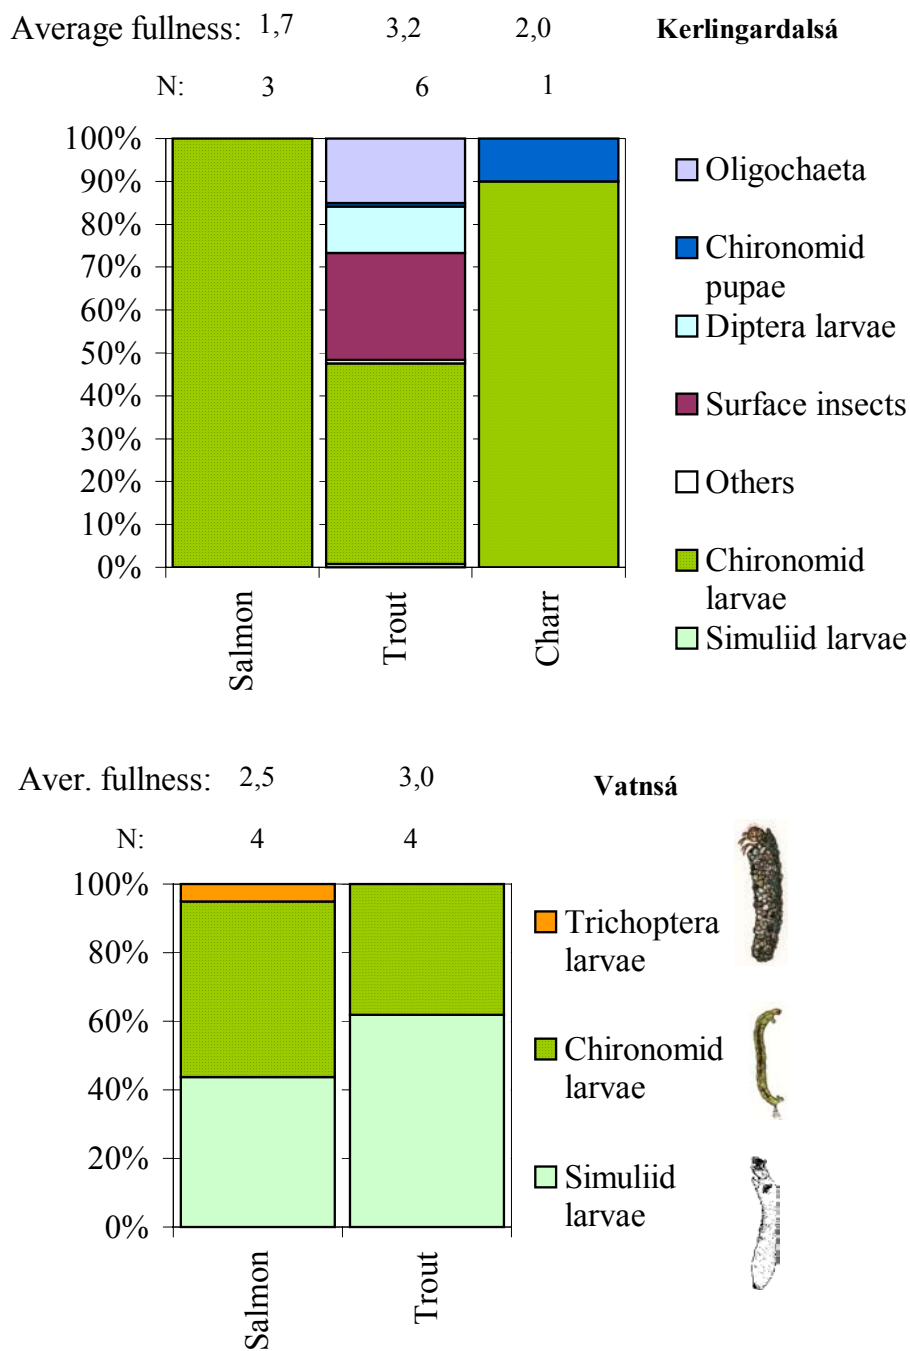 Average fullness: 1,7 3,2 2,0 Kerlingardalsá
N: 3 6 1
100%
90%
80%
70%
60%
50%
40%
30%
20%
10%
0%
Salmon
Trout
Charr
Oligochaeta
Chironomid
pupae
Diptera larvae
Surface insects
Others
Chironomid
larvae
Simuliid larvae
Aver. fullness: 2,5 3,0 Vatnsá
N: 4 4
100%
80%
60%
40%
20%
0%
Salmon
Trout
Trichoptera
larvae
Chironomid
larvae
Simuliid
larvae